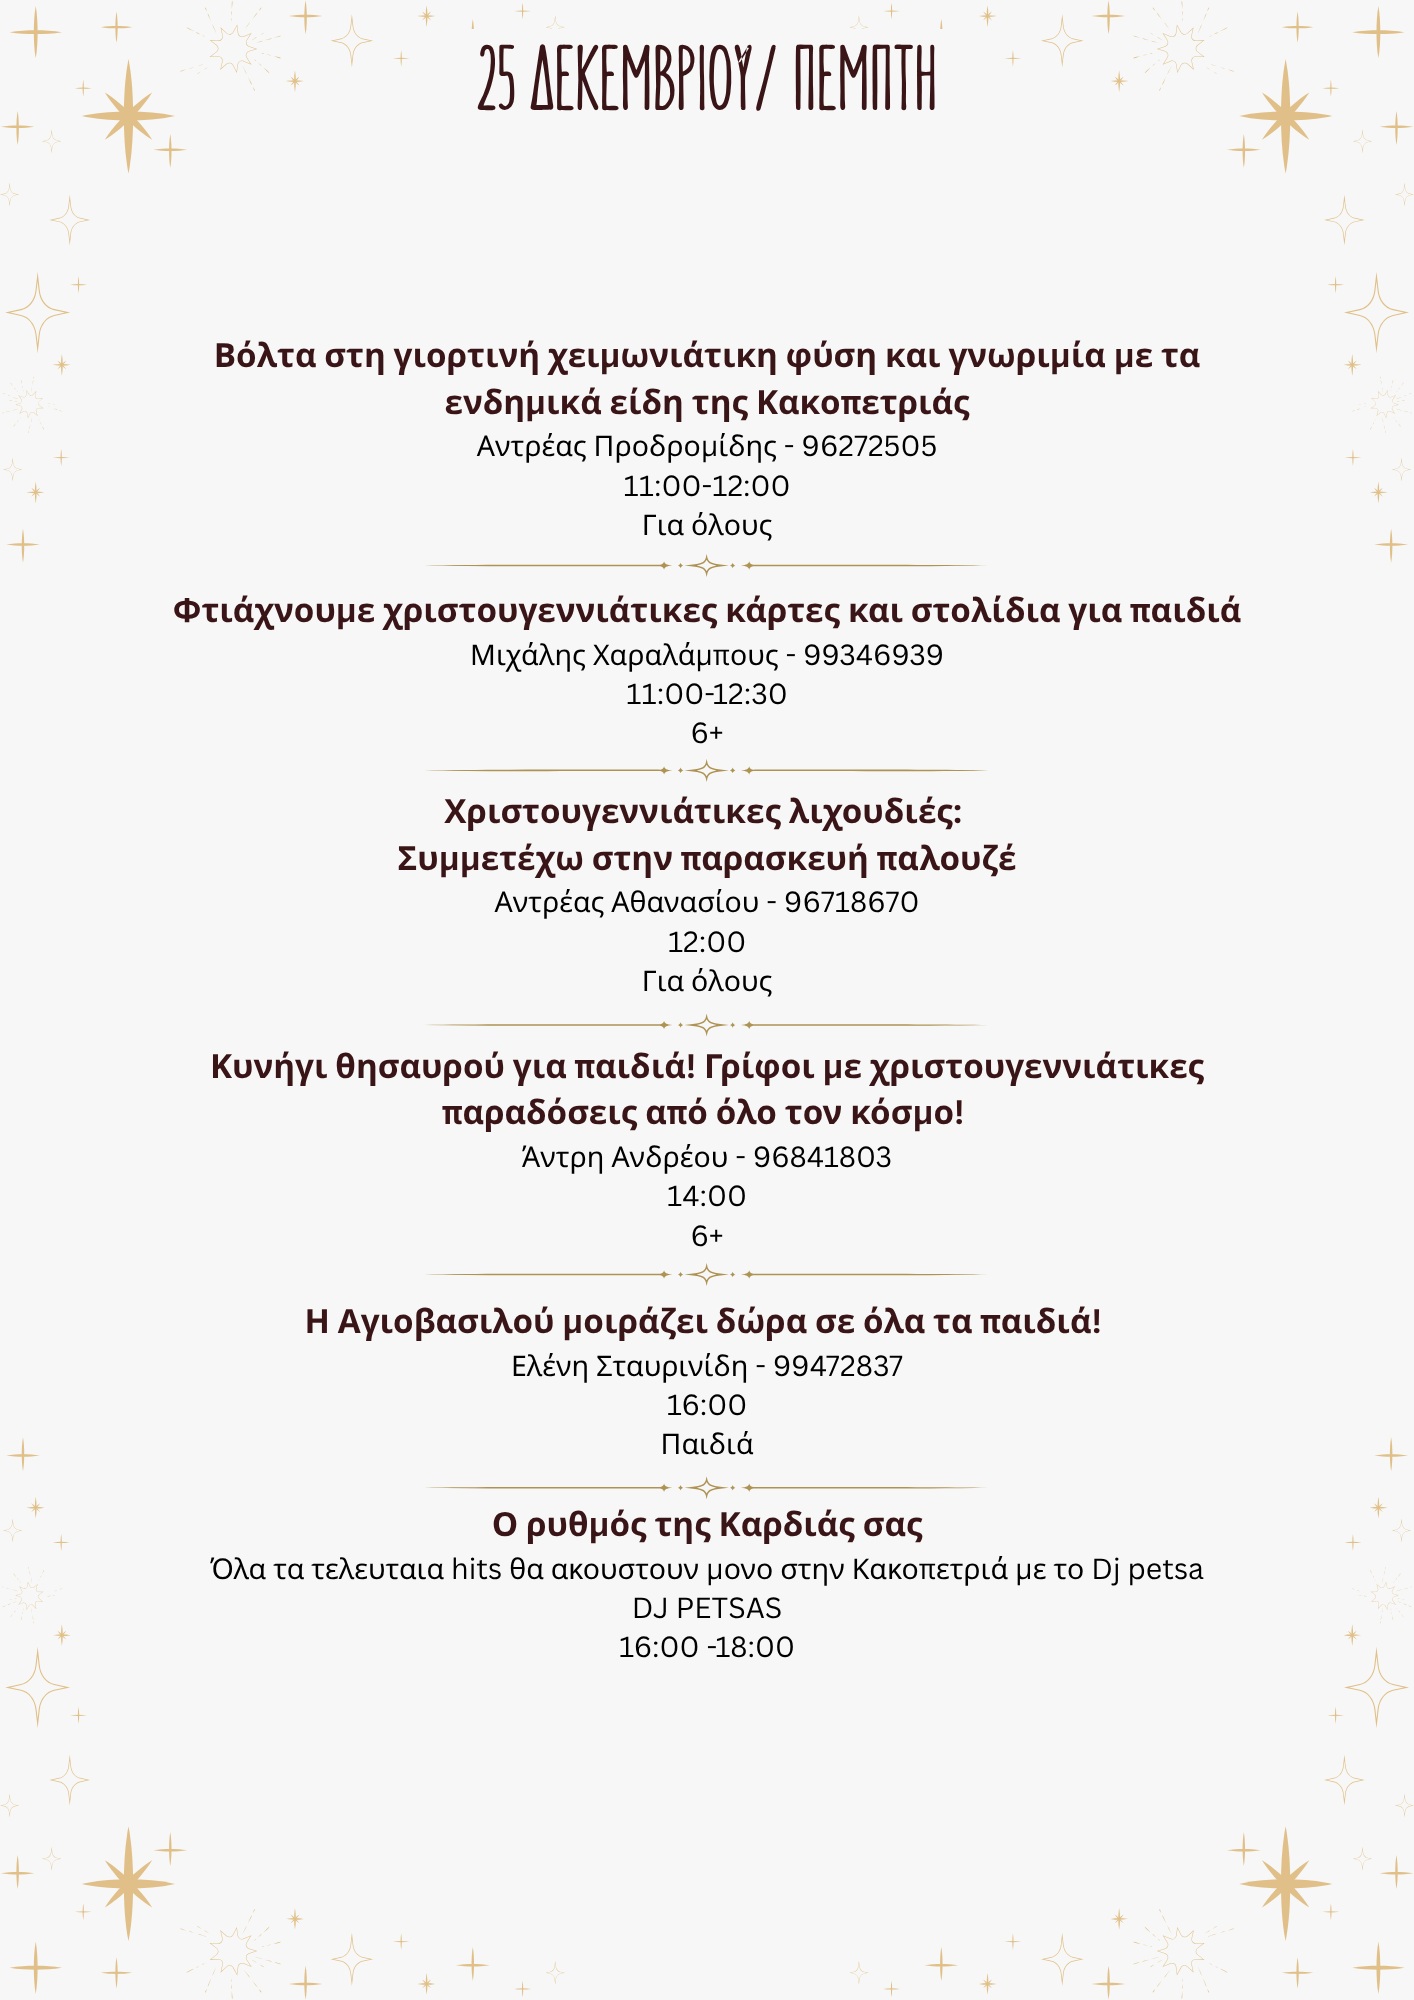 25 ΔΕΚΕΜΒΡΙΟΎ/ ΠΕΜΠΤΗ
Βόλτα στη γιορτινή χειμωνιάτικη φύση και γνωριμία με τα
ενδημικά είδη της Κακοπετριάς
Αντρέας Προδρομίδης - 96272505
11:00-12:00
Για όλους
Φτιάχνουμε χριστουγεννιάτικες κάρτες και στολίδια για παιδιά
Μιχάλης Χαραλάμπους - 99346939
11:00-12:30
6+
Χριστουγεννιάτικες λιχουδιές:
Συμμετέχω στην παρασκευή παλουζέ
Αντρέας Αθανασίου - 96718670
12:00
Για όλους
Κυνήγι θησαυρού για παιδιά! Γρίφοι με χριστουγεννιάτικες
παραδόσεις από όλο τον κόσμο!
Άντρη Ανδρέου - 96841803
14:00
6+
Η Αγιοβασιλού μοιράζει δώρα σε όλα τα παιδιά!
Ελένη Σταυρινίδη - 99472837
16:00
Παιδιά
Ο ρυθμός της Καρδιάς σας
Όλα τα τελευταια hits θα ακουστουν μονο στην Κακοπετριά με το Dj petsa
DJ PETSAS
16:00 -18:00